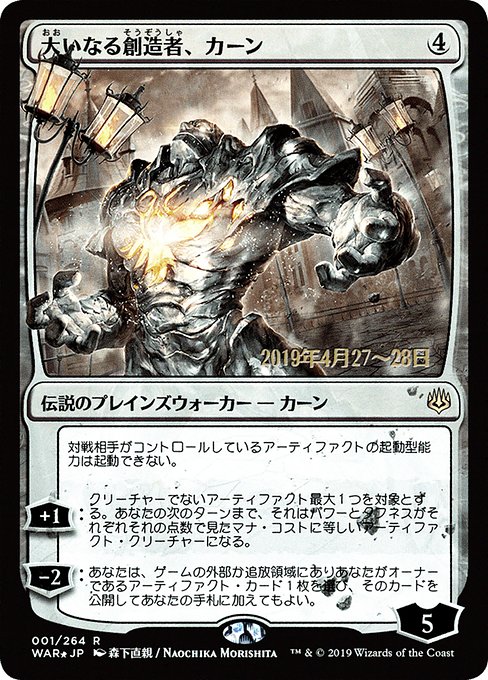 おお そうぞうしゃ
大いなる創造者、カーン 4
2019年4月27~28日
伝説のプレインズウォーカー — カーン
対戦相手がコントロールしているアーティファクトの起動型能
力は起動できない。
+1 : クリーチャーでないアーティファクト最大1つを対象とす
る。あなたの次のターンまで、それはパワーとタフネスがそ
れぞれそれの点数で見たマナ・コストに等しいアーティファ
クト・クリーチャーになる。
-2 : あなたは、ゲームの外部か追放領域にありあなたがオーナー
であるアーティファクト・カード1枚を選び、そのカードを
公開してあなたの手札に加えてもよい。
5
001/264 R
WAR★JP 森下直親/NAOCHIKA MORISHITA ™ & © 2019 Wizards of the Coast